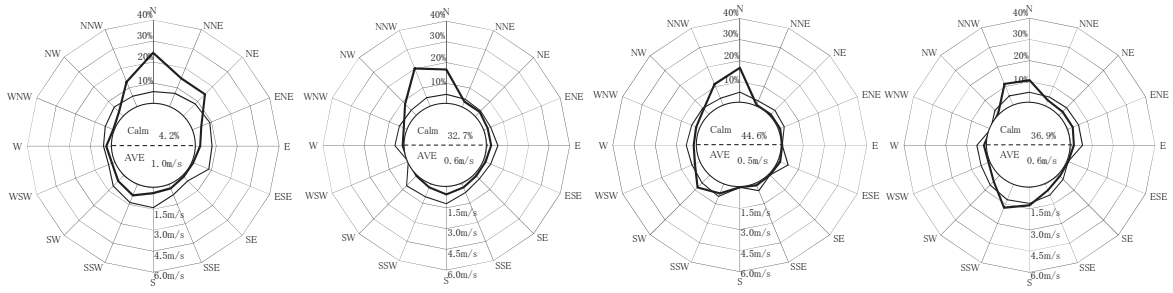 40% N
NNW NNE
30%
NW NE
20%
10%
WNW ENE
Calm 4.2%
W E
AVE 1.0m/s
WSW ESE
1.5m/s
3.0m/s
SW SE
4.5m/s
SSW SSE
6.0m/s
S
40% N
NNW NNE
30%
NW NE
20%
10%
WNW ENE
Calm 32.7%
W E
AVE 0.6m/s
WSW ESE
1.5m/s
3.0m/s
SW SE
4.5m/s
SSW SSE
6.0m/s
S
40% N
NNW NNE
30%
NW NE
20%
10%
WNW ENE
Calm 44.6%
W E
AVE 0.5m/s
WSW ESE
1.5m/s
3.0m/s
SW SE
4.5m/s
SSW SSE
6.0m/s
S
40% N
NNW NNE
30%
NW NE
20%
10%
WNW ENE
Calm 36.9%
W E
AVE 0.6m/s
WSW ESE
1.5m/s
3.0m/s
SW SE
4.5m/s
SSW SSE
6.0m/s
S